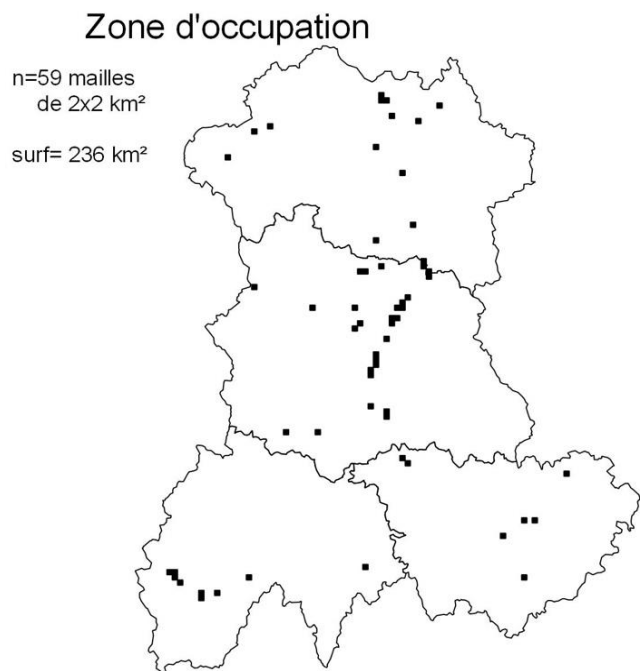 Zone d'occupation
n=59 mailles
de 2x2 km²
surf= 236 km²